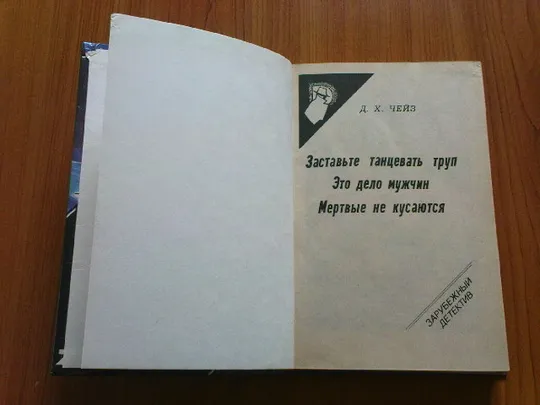 Д. Х. ЧЕЙЗ
Заставьте танцевать труп
Это дело мужчин
Мертвые не кусаются
ЗАРУБЕЖНЫЙ
ДЕТЕКТИВ